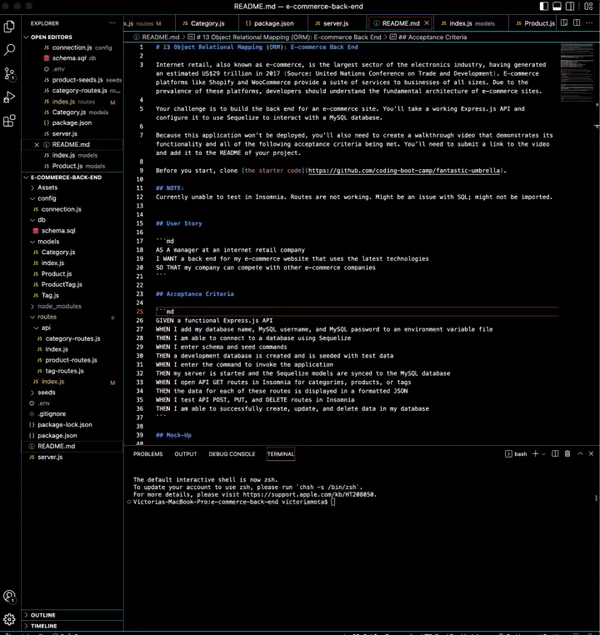 README.md — e-commerce-back-end
EXPLORER
OPEN EDITORS
connection.js config
schema.sql db
.env
product-seeds.js seeds
category-routes.js
index.js routes M
Category.js models
package.json
server.js
README.md
index.js models
Product.js models
E-COMMERCE-BACK-END
Assets
config
connection.js
db
schema.sql
models
Category.js
index.js
Product.js
ProductTag.js
Tag.js
node_modules
routes
api
category-routes.js
index.js
product-routes.js
tag-routes.js
index.js M
seeds
.env
.gitignore
package-lock.json
package.json
README.md
server.js
OUTLINE
TIMELINE
x.js routes M
Category.js
package.json
server.js
README.md
index.js models
Product.js
README.md > # 13 Object Relational Mapping (ORM): E-commerce Back End > ## Acceptance Criteria
1 # 13 Object Relational Mapping (ORM): E-commerce Back End
2
3 Internet retail, also known as e-commerce, is the largest sector of the electronics industry, having generated
an estimated US$29 trillion in 2017 (Source: United Nations Conference on Trade and Development). E-commerce
platforms like Shopify and WooCommerce provide a suite of services to businesses of all sizes. Due to the
prevalence of these platforms, developers should understand the fundamental architecture of e-commerce sites.
4
5 Your challenge is to build the back end for an e-commerce site. You'll take a working Express.js API and
configure it to use Sequelize to interact with a MySQL database.
6
7 Because this application won't be deployed, you'll also need to create a walkthrough video that demonstrates its
functionality and all of the following acceptance criteria being met. You'll need to submit a link to the video
and add it to the README of your project.
8
9 Before you start, clone [the starter code](https://github.com/coding-boot-camp/fantastic-umbrella).
10
11 ## NOTE:
12 Currently unable to test in Insomnia. Routes are not working. Might be an issue with SQL; might not be imported.
13
14
15 ## User Story
16
17 ```md
18 AS A manager at an internet retail company
19 I WANT a back end for my e-commerce website that uses the latest technologies
20 SO THAT my company can compete with other e-commerce companies
21 ```
22
23 ## Acceptance Criteria
24
25 ```md
26 GIVEN a functional Express.js API
27 WHEN I add my database name, MySQL username, and MySQL password to an environment variable file
28 THEN I am able to connect to a database using Sequelize
29 WHEN I enter schema and seed commands
30 THEN a development database is created and is seeded with test data
31 WHEN I enter the command to invoke the application
32 THEN my server is started and the Sequelize models are synced to the MySQL database
33 WHEN I open API GET routes in Insomnia for categories, products, or tags
34 THEN the data for each of these routes is displayed in a formatted JSON
35 WHEN I test API POST, PUT, and DELETE routes in Insomnia
36 THEN I am able to successfully create, update, and delete data in my database
37 ```
38
39 ## Mock-Up
40
PROBLEMS OUTPUT DEBUG CONSOLE TERMINAL
bash
The default interactive shell is now zsh.
To update your account to use zsh, please run `chsh -s /bin/zsh`.
For more details, please visit https://support.apple.com/kb/HT208050.
Victorias-MacBook-Pro:e-commerce-back-end victoriamota$